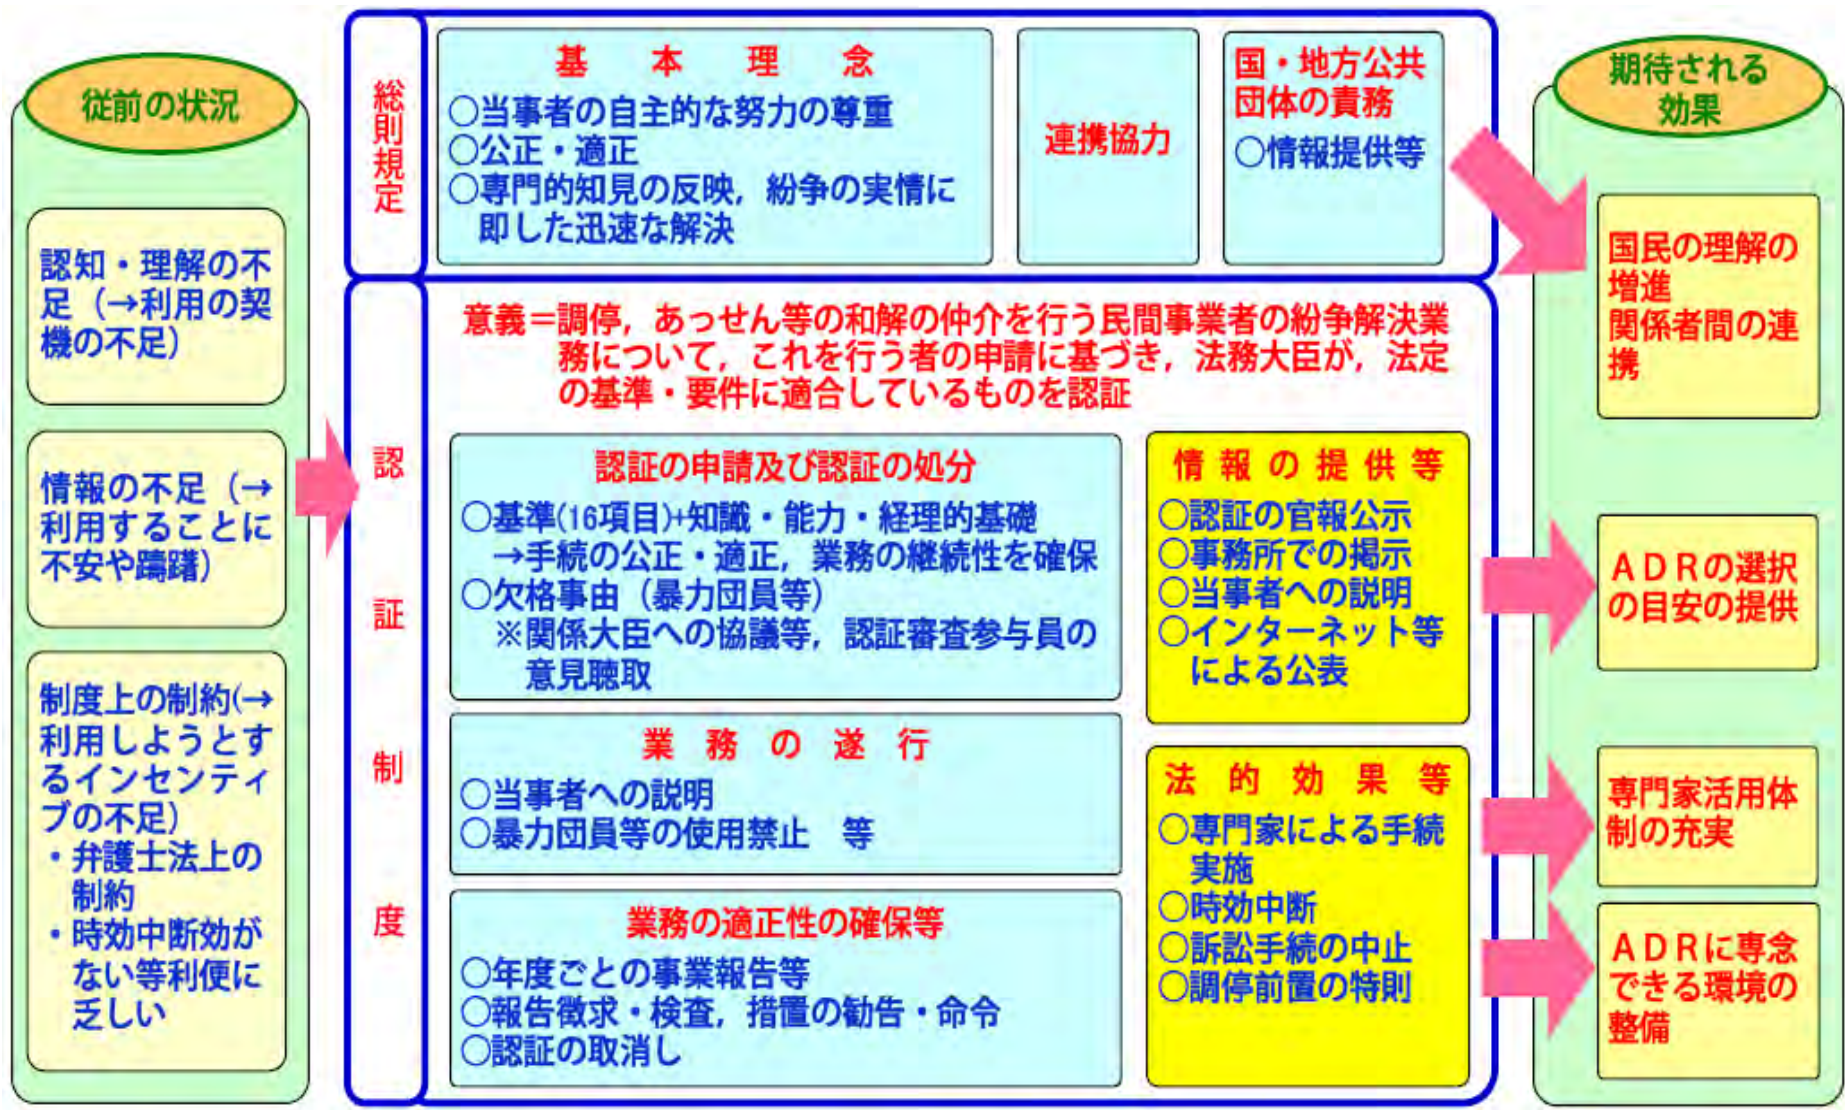 従前の状況
認知・理解の不
足（→利用の契
機の不足）
情報の不足（→
利用することに
不安や躊躇）
制度上の制約（→
利用しようとす
るインセンティ
ブの不足）
・弁護士法上の
制約
・時効中断効が
ない等利便に
乏しい
総則規定
基本理念
○当事者の自主的な努力の尊重
○公正・適正
○専門的知見の反映，紛争の実情に
即した迅速な解決
連携協力
国・地方公共
団体の責務
○情報提供等
認証制度
意義＝調停，あっせん等の和解の仲介を行う民間事業者の紛争解決業
務について，これを行う者の申請に基づき，法務大臣が，法定
の基準・要件に適合しているものを認証
認証の申請及び認証の処分
○基準(16項目)+知識・能力・経理的基礎
→手続の公正・適正，業務の継続性を確保
○欠格事由（暴力団員等）
※関係大臣への協議等，認証審査参与員の
意見聴取
業務の遂行
○当事者への説明
○暴力団員等の使用禁止　等
業務の適正性の確保等
○年度ごとの事業報告等
○報告徴求・検査，措置の勧告・命令
○認証の取消し
情報の提供等
○認証の官報公示
○事務所での掲示
○当事者への説明
○インターネット等
による公表
法的効果等
○専門家による手続
実施
○時効中断
○訴訟手続の中止
○調停前置の特則
期待される
効果
国民の理解の
増進
関係者間の連
携
ＡＤＲの選択
の目安の提供
専門家活用体
制の充実
ＡＤＲに専念
できる環境の
整備